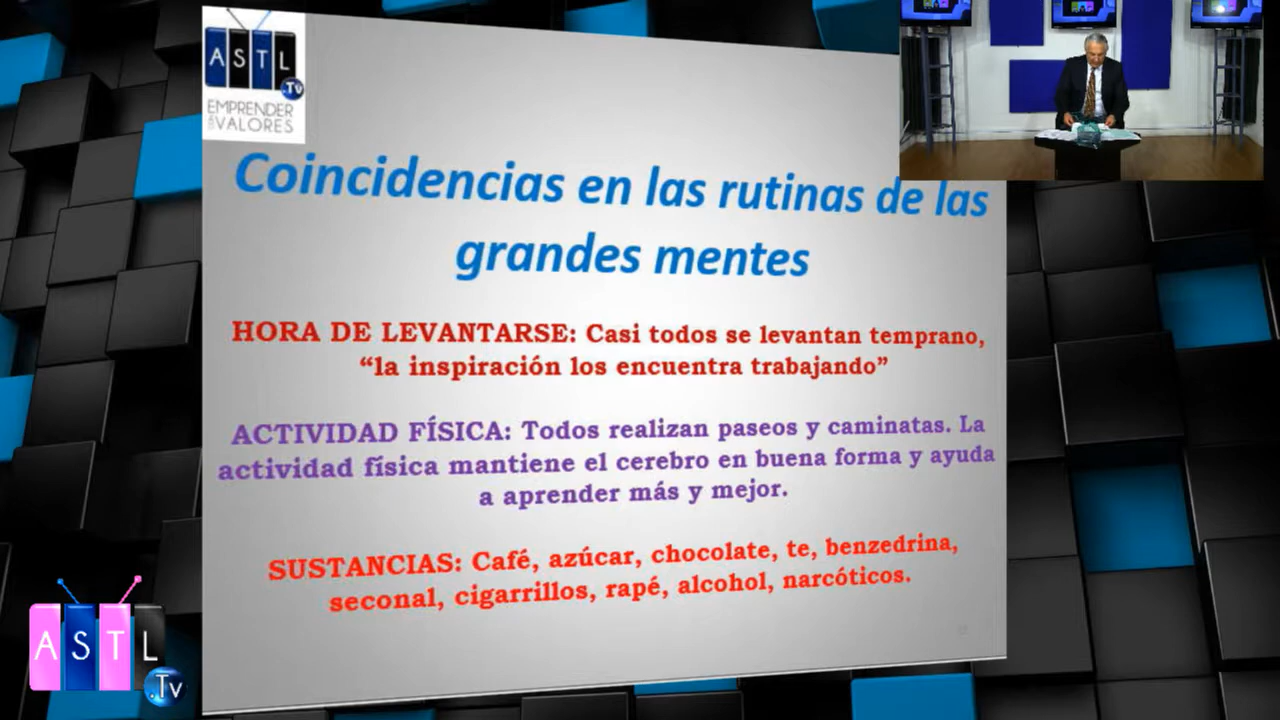 ASTL
.Tv
EMPRENDER
CON VALORES
Coincidencias en las rutinas de las
grandes mentes
HORA DE LEVANTARSE: Casi todos se levantan temprano,
“la inspiración los encuentra trabajando”
ACTIVIDAD FÍSICA: Todos realizan paseos y caminatas. La
actividad física mantiene el cerebro en buena forma y ayuda
a aprender más y mejor.
SUSTANCIAS: Café, azúcar, chocolate, te, benzedrina,
seconal, cigarrillos, rapé, alcohol, narcóticos.
ASTL
.Tv